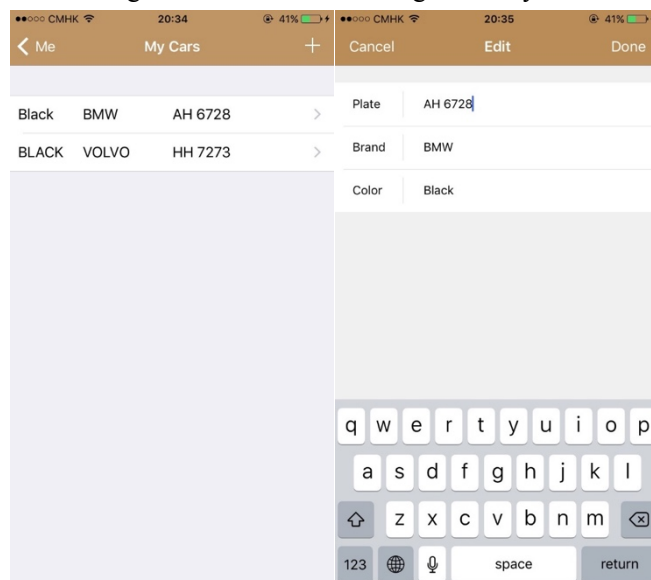 CMHK 20:34 41%
Me My Cars +
Black BMW AH 6728
BLACK VOLVO HH 7273
CMHK 20:35 41%
Cancel Edit Done
Plate AH 6728
Brand BMW
Color Black
q w e r t y u i o p
a s d f g h j k l
z x c v b n m
123 space return